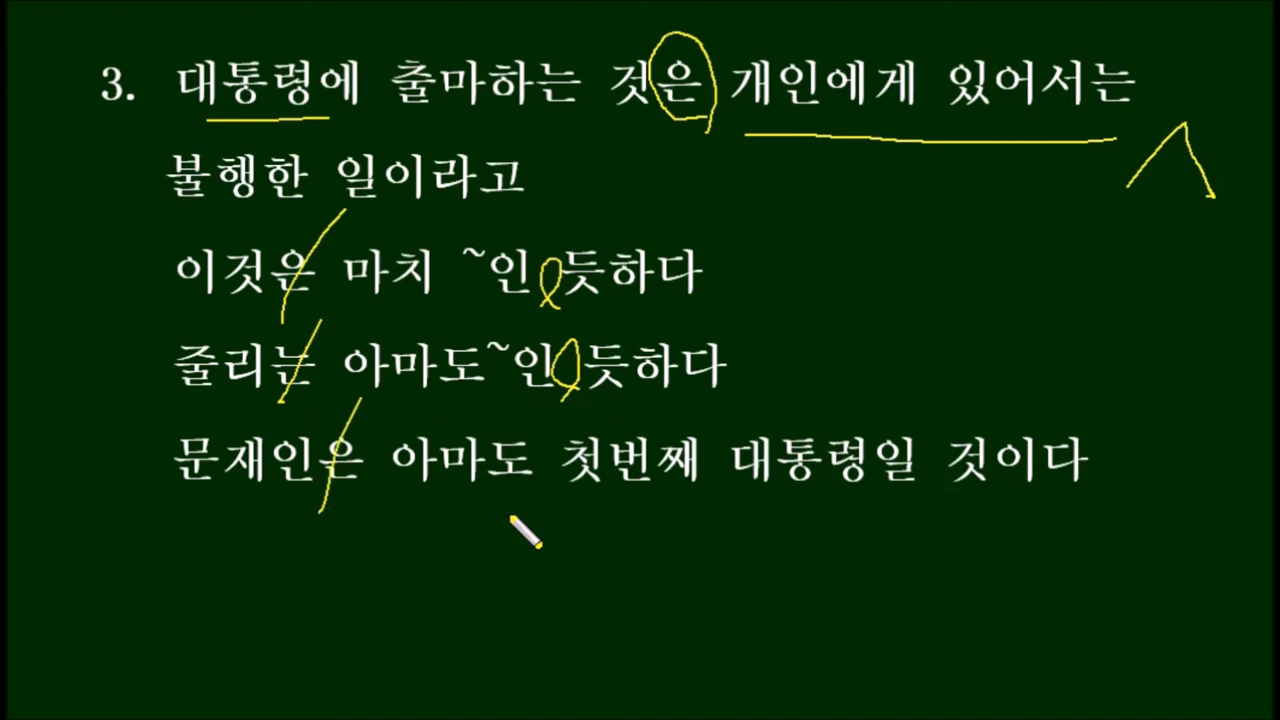 3. 대통령에 출마하는 것은 개인에게 있어서는
불행한 일이라고
이것은 마치 ~인 듯하다
줄리는 아마도~인 듯하다
문재인은 아마도 첫번째 대통령일 것이다